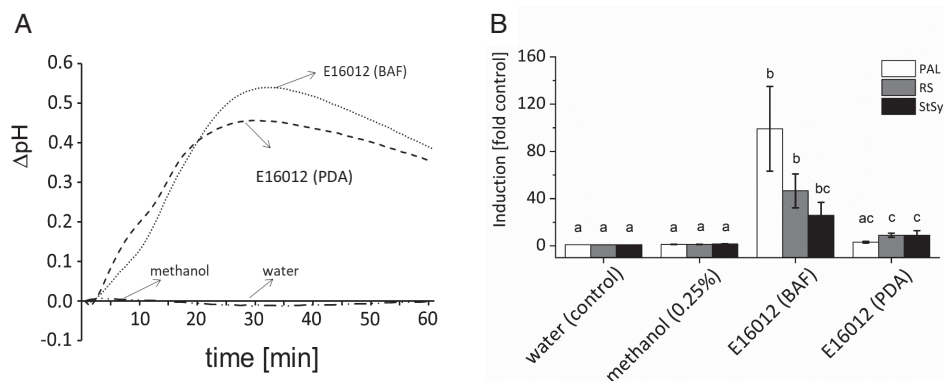 A
ΔpH
0.6
0.5
0.4
0.3
0.2
0.1
0.0
-0.1
E16012 (BAF)
E16012 (PDA)
methanol
water
10 20 30 40 50 60
time [min]
B
Induction [fold control]
160
120
80
40
0
PAL
RS
StSy
b
b
bc
a a a a a a ac c c
water (control)
methanol (0.25%)
E16012 (BAF)
E16012 (PDA)